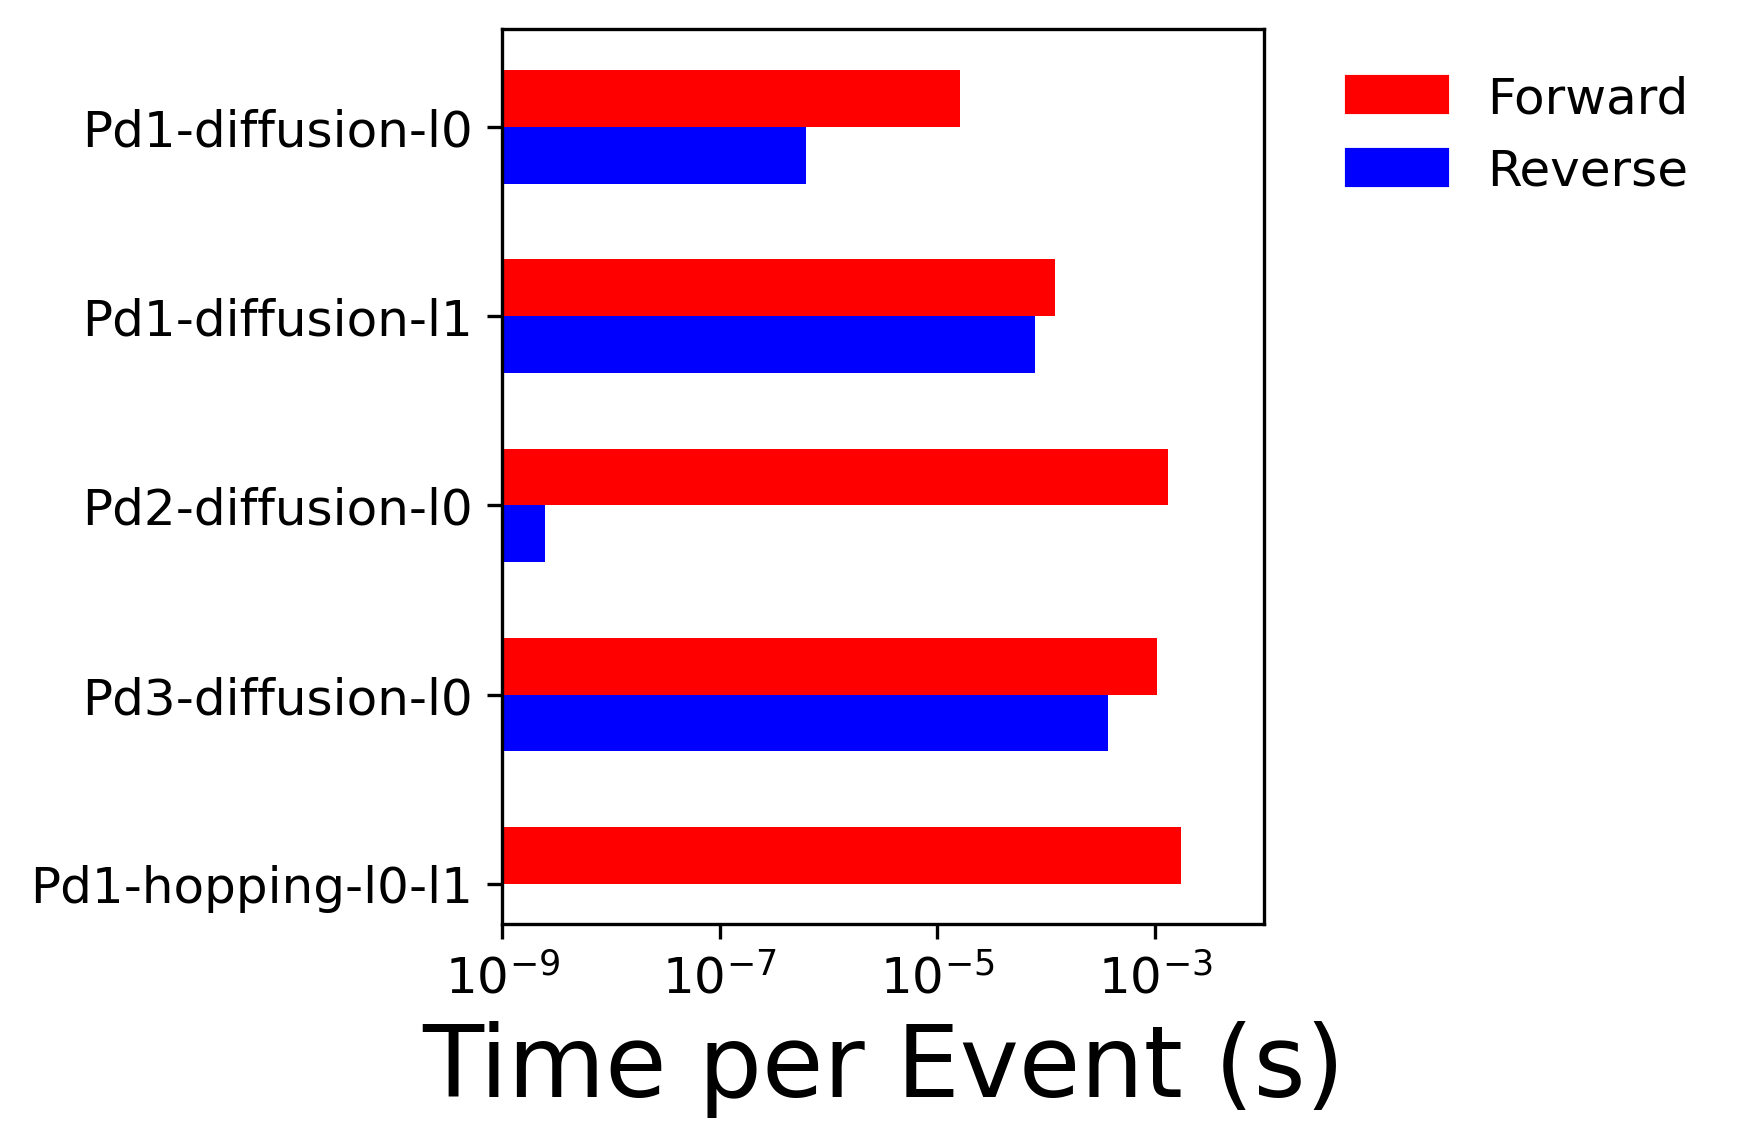 Pd1-diffusion-l0
Pd1-diffusion-l1
Pd2-diffusion-l0
Pd3-diffusion-l0
Pd1-hopping-l0-l1
10⁻⁹ 10⁻⁷ 10⁻⁵ 10⁻³
Time per Event (s)
Forward
Reverse